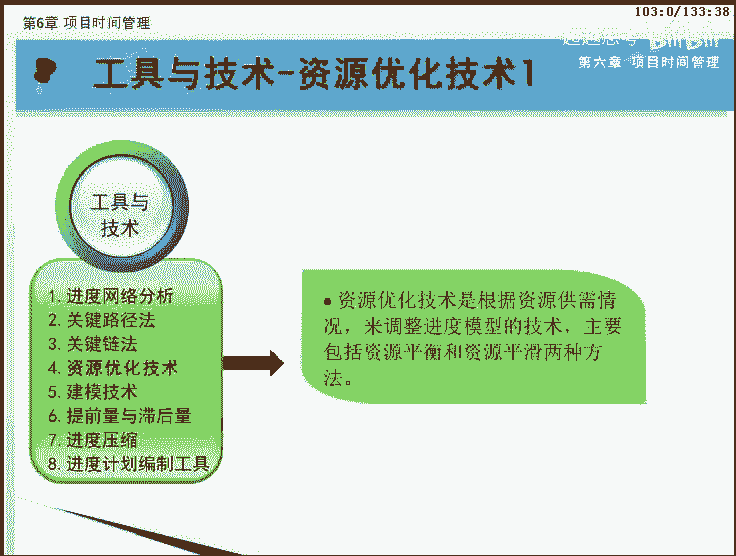 103:0/133:38
第6章 项目时间管理
第六章 项目时间管理
工具与技术-资源优化技术1
工具与
技术
1. 进度网络分析
2. 关键路径法
3. 关键链法
4. 资源优化技术
5. 建模技术
6. 提前量与滞后量
7. 进度压缩
8. 进度计划编制工具
● 资源优化技术是根据资源供需情
况，来调整进度模型的技术，主要
包括资源平衡和资源平滑两种方
法。